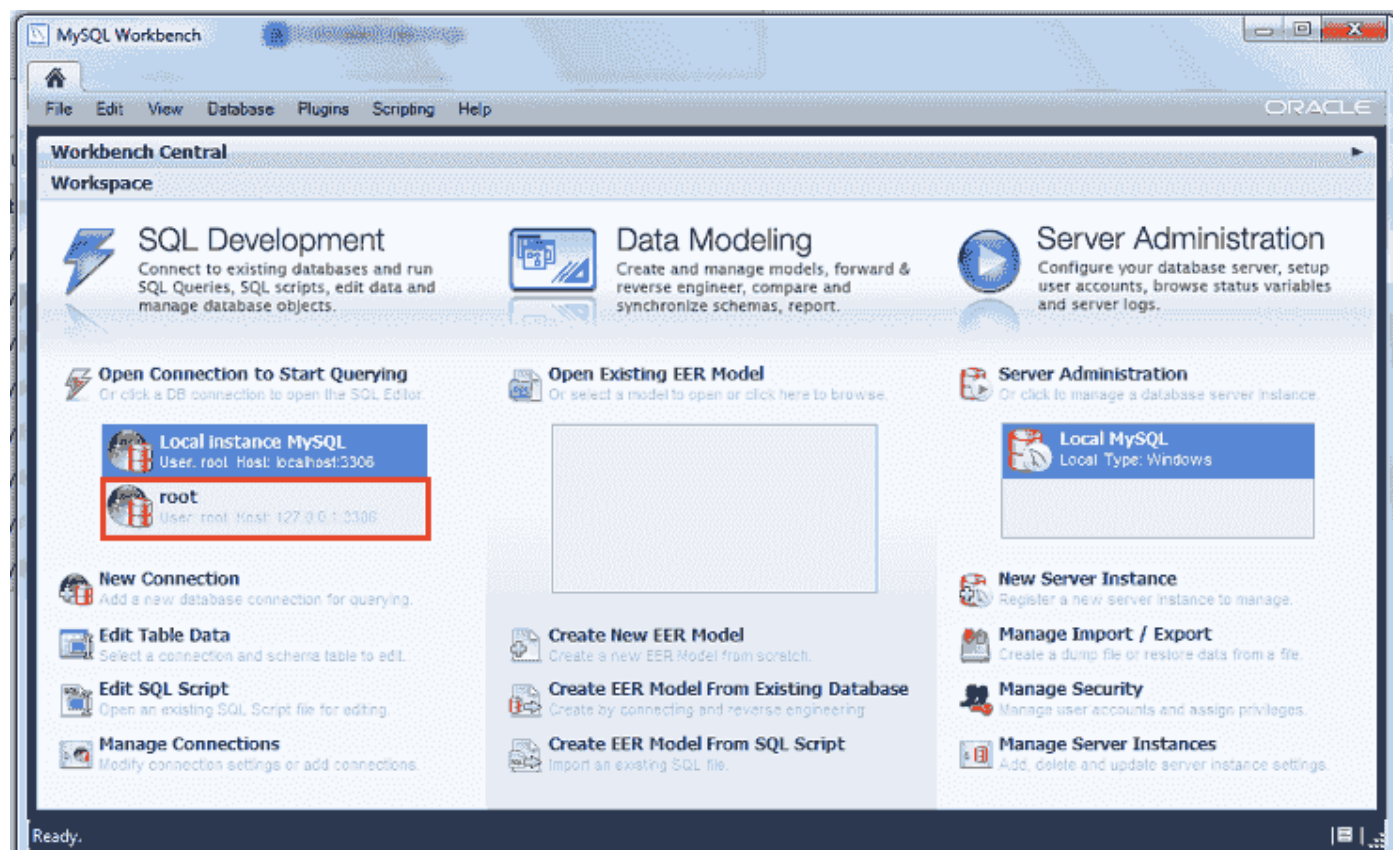 MySQL Workbench
File Edit View Database Plugins Scripting Help
ORACLE
Workbench Central
Workspace
SQL Development
Connect to existing databases and run
SQL Queries, SQL scripts, edit data and
manage database objects.
Data Modeling
Create and manage models, forward &
reverse engineer, compare and
synchronize schemas, report.
Server Administration
Configure your database server, setup
user accounts, browse status variables
and server logs.
Open Connection to Start Querying
Or click a DB connection to open the SQL Editor.
Local instance MySQL
User: root Host: localhost:3306
root
User: root Host: 127.0.0.1:3306
New Connection
Add a new database connection for querying.
Edit Table Data
Select a connection and schema table to edit.
Edit SQL Script
Open an existing SQL Script file for editing.
Manage Connections
Modify connection settings or add connections.
Open Existing EER Model
Or select a model to open or click here to browse.
Create New EER Model
Create a new EER Model from scratch.
Create EER Model From Existing Database
Create by connecting and reverse engineering
Create EER Model From SQL Script
Import an existing SQL file.
Server Administration
Or click to manage a database server instance.
Local MySQL
Local Type: Windows
New Server Instance
Register a new server instance to manage.
Manage Import / Export
Create a dump file or restore data from a file.
Manage Security
Manage user accounts and assign privileges.
Manage Server Instances
Add, delete and update server instance settings.
Ready.